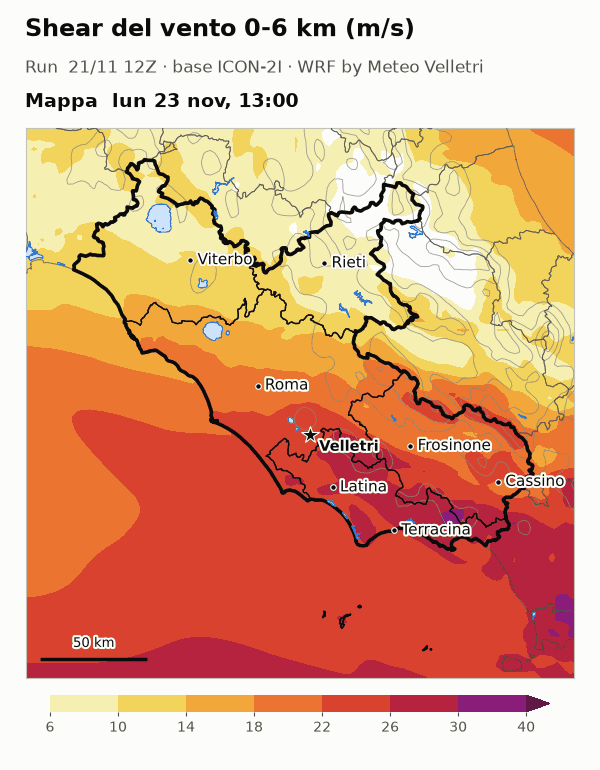 Shear del vento 0-6 km (m/s)
Run  21/11 12Z · base ICON-2I · WRF by Meteo Velletri
Mappa  lun 23 nov, 13:00
Viterbo
Rieti
Roma
Velletri
Frosinone
Latina
Cassino
Terracina
50 km
6 10 14 18 22 26 30 40